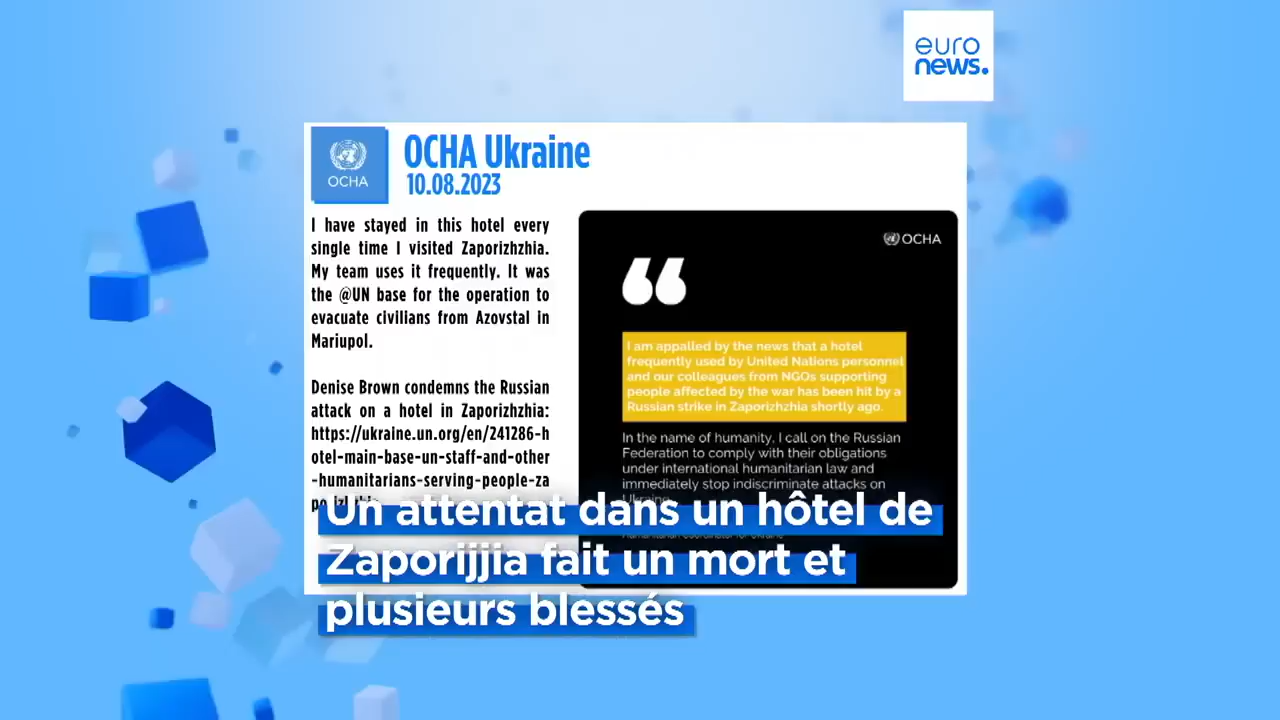 euro
news.
OCHA
OCHA Ukraine
10.08.2023
I have stayed in this hotel every
single time I visited Zaporizhzhia.
My team uses it frequently. It was
the @UN base for the operation to
evacuate civilians from Azovstal in
Mariupol.
Denise Brown condemns the Russian
attack on a hotel in Zaporizhzhia:
https://ukraine.un.org/en/241286-h
otel-main-base-un-staff-and-other
-humanitarians-serving-people-za
OCHA
“
I am appalled by the news that a hotel
frequently used by United Nations personnel
and our colleagues from NGOs supporting
people affected by the war has been hit by a
Russian strike in Zaporizhzhia shortly ago.
In the name of humanity, I call on the Russian
Federation to comply with their obligations
under international humanitarian law and
immediately stop indiscriminate attacks on
Ukraine
Un attentat dans un hôtel de
Zaporijjia fait un mort et
plusieurs blessés